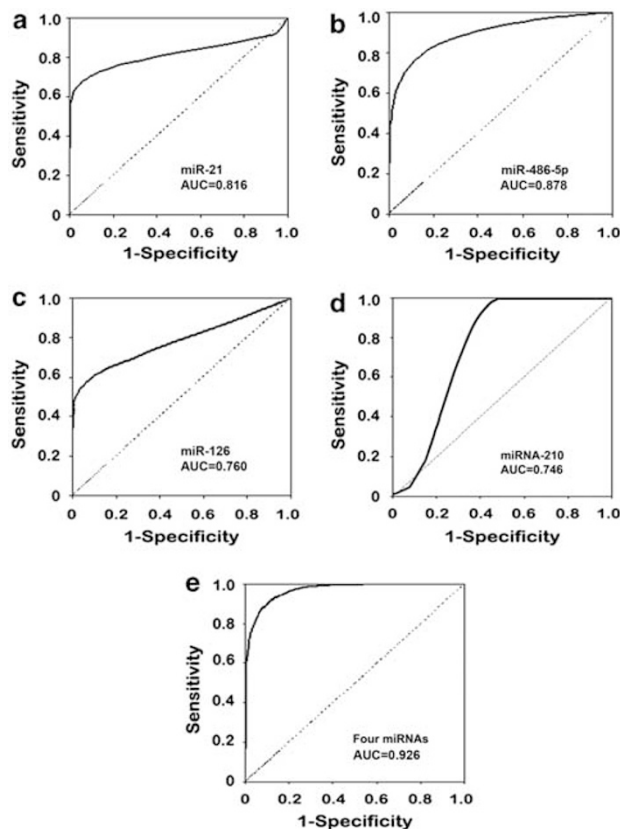 a
b
Sensitivity
1.0
0.8
0.6
0.4
0.2
0
miR-21
AUC=0.816
0 0.2 0.4 0.6 0.8 1.0
1-Specificity
Sensitivity
1.0
0.8
0.6
0.4
0.2
0
miR-486-5p
AUC=0.878
0 0.2 0.4 0.6 0.8 1.0
1-Specificity
c
d
Sensitivity
1.0
0.8
0.6
0.4
0.2
0
miR-126
AUC=0.760
0 0.2 0.4 0.6 0.8 1.0
1-Specificity
Sensitivity
1.0
0.8
0.6
0.4
0.2
0
miRNA-210
AUC=0.746
0 0.2 0.4 0.6 0.8 1.0
1-Specificity
e
Sensitivity
1.0
0.8
0.6
0.4
0.2
0
Four miRNAs
AUC=0.926
0 0.2 0.4 0.6 0.8 1.0
1-Specificity